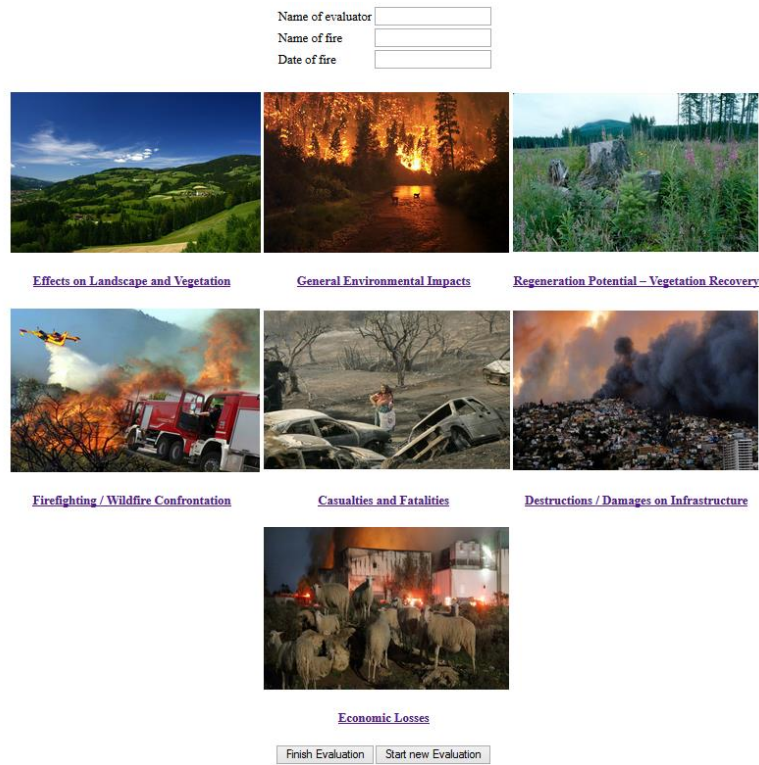 Name of evaluator
Name of fire
Date of fire
Effects on Landscape and Vegetation
General Environmental Impacts
Regeneration Potential – Vegetation Recovery
Firefighting / Wildfire Confrontation
Casualties and Fatalities
Destructions / Damages on Infrastructure
Economic Losses
Finish Evaluation
Start new Evaluation